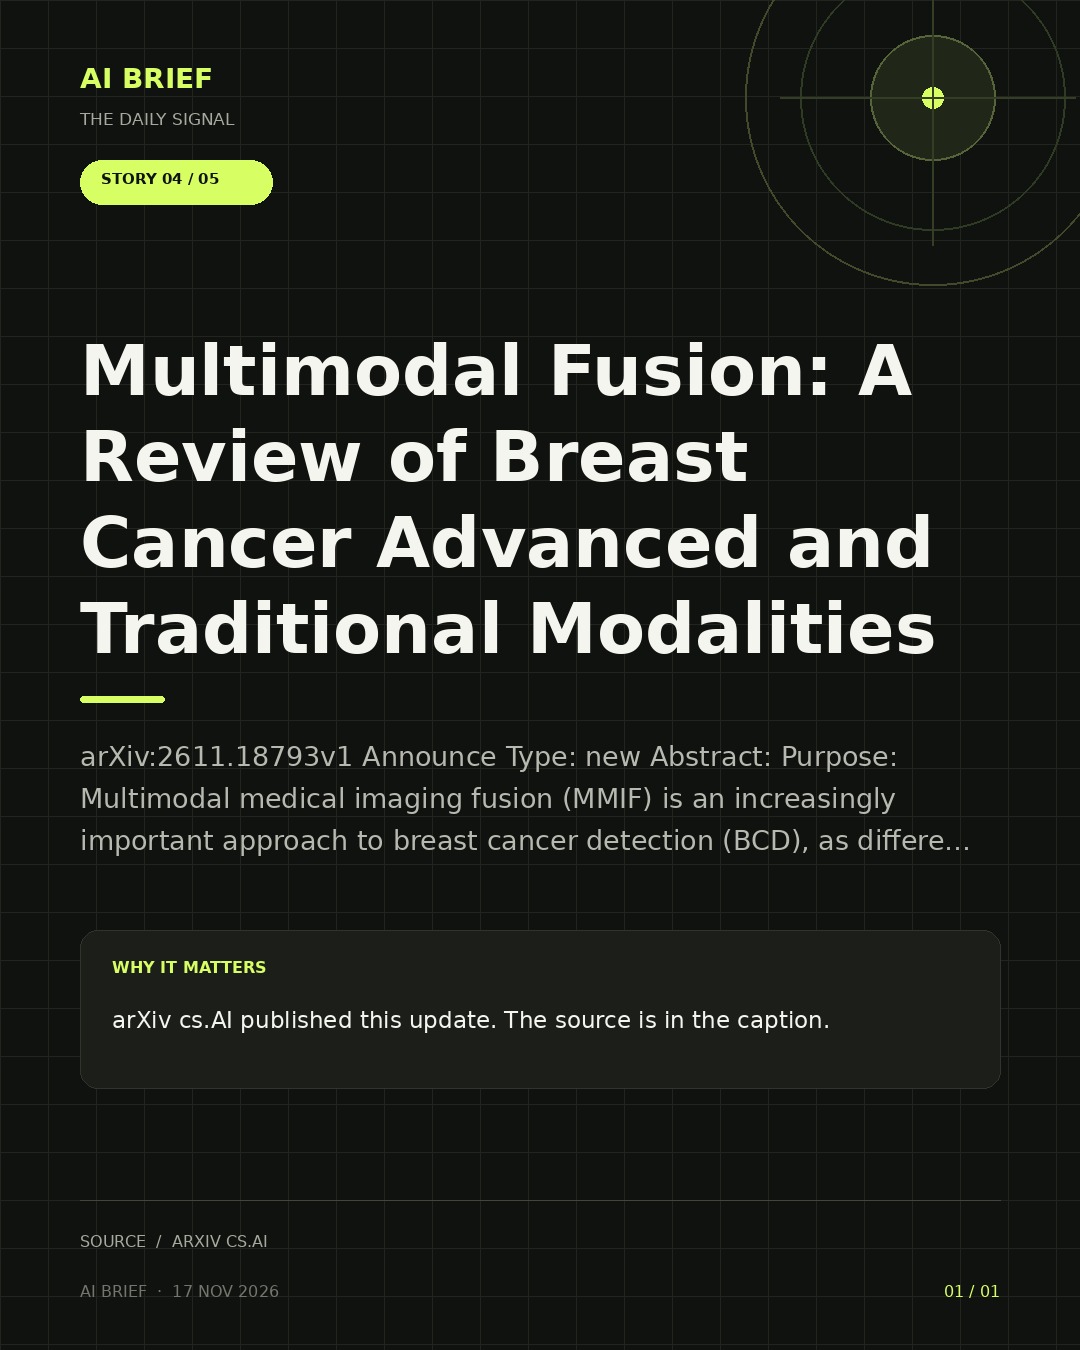 AI BRIEF
THE DAILY SIGNAL
STORY 04 / 05
Multimodal Fusion: A
Review of Breast
Cancer Advanced and
Traditional Modalities
arXiv:2611.18793v1 Announce Type: new Abstract: Purpose:
Multimodal medical imaging fusion (MMIF) is an increasingly
important approach to breast cancer detection (BCD), as differe...
WHY IT MATTERS
arXiv cs.AI published this update. The source is in the caption.
SOURCE / ARXIV CS.AI
AI BRIEF · 17 NOV 2026
01 / 01